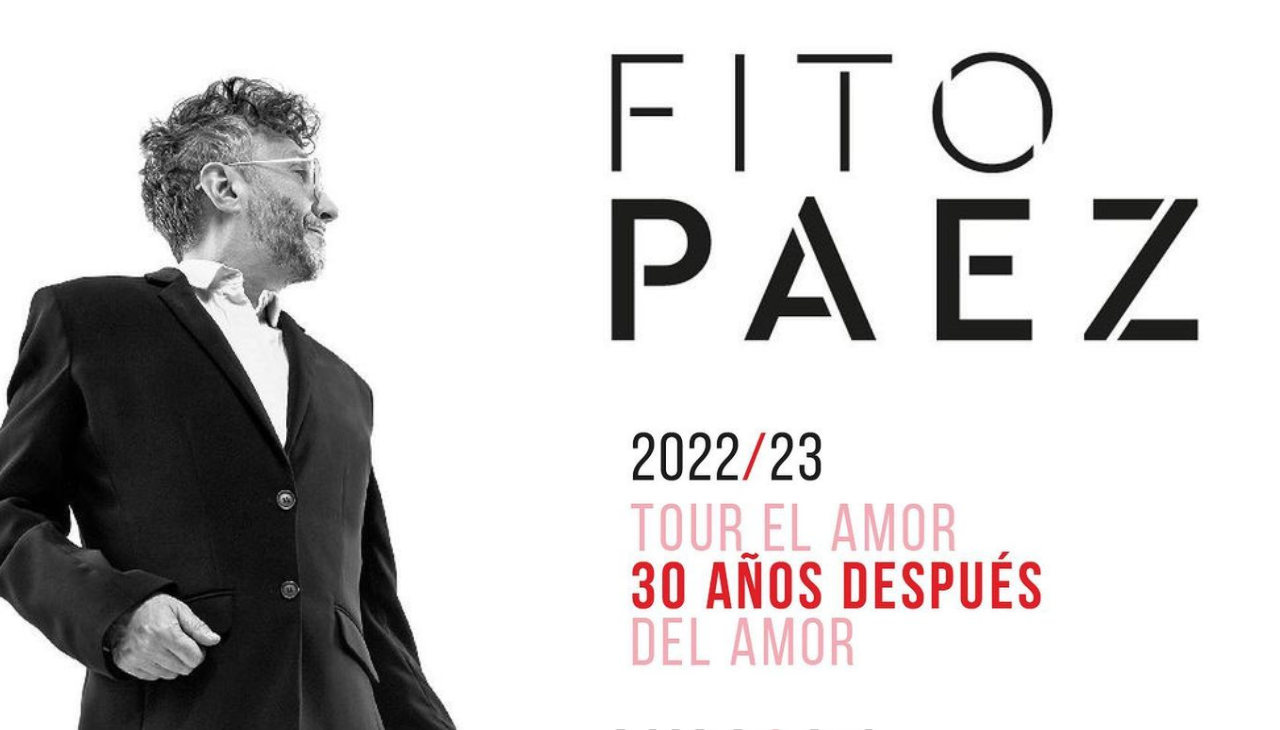 FITO
PAEZ
2022/23
TOUR EL AMOR
30 AÑOS DESPUÉS
DEL AMOR